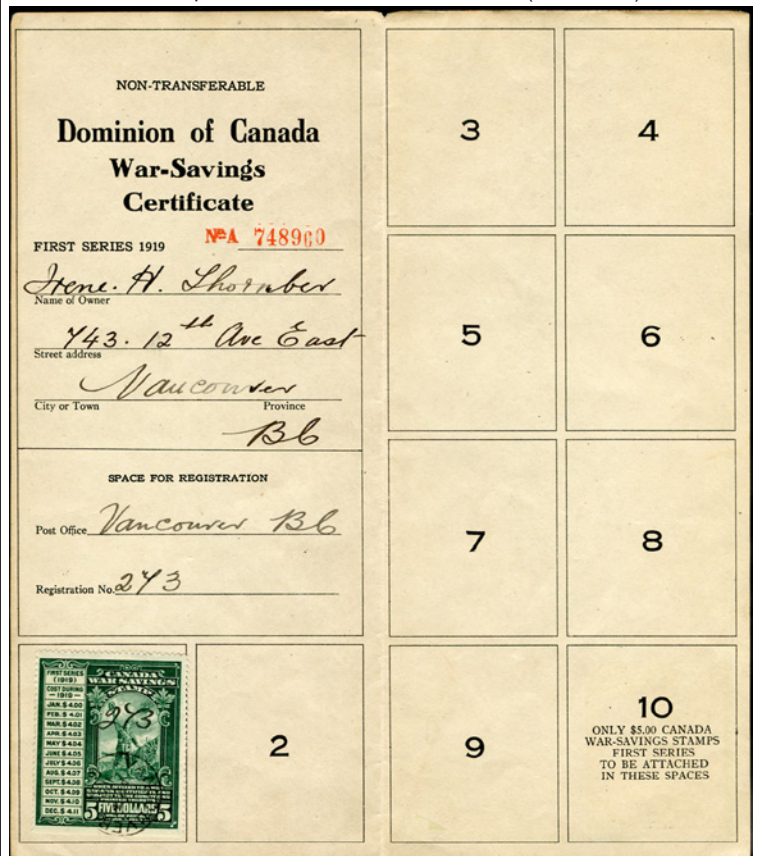 NON-TRANSFERABLE
Dominion of Canada
War-Savings
Certificate
FIRST SERIES 1919 NoA
Irene. H. Thornber
Name of Owner
743. 12th Ave East
Street address
Vancouver
City or Town Province
BC
SPACE FOR REGISTRATION
Post Office Vancouver BC
Registration No. 273
FIRST SERIES
(1919)
COST DURING
—1919—
JAN. $4.00
FEB. $4.01
MAR. $4.02
APR. $4.03
MAY $4.04
JUNE $4.05
JULY $4.06
AUG. $4.07
SEPT. $4.08
OCT. $4.09
NOV. $4.10
DEC. $4.11
CANADA
WAR-SAVINGS
STAMP
273
5 FIVE DOLLARS 5
2
3
4
5
6
7
8
9
10
ONLY $5.00 CANADA
WAR-SAVINGS STAMPS
FIRST SERIES
TO BE ATTACHED
IN THESE SPACES